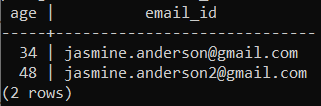 age | email_id
-----+------------------------------
34 | jasmine.anderson@gmail.com
48 | jasmine.anderson2@gmail.com
(2 rows)